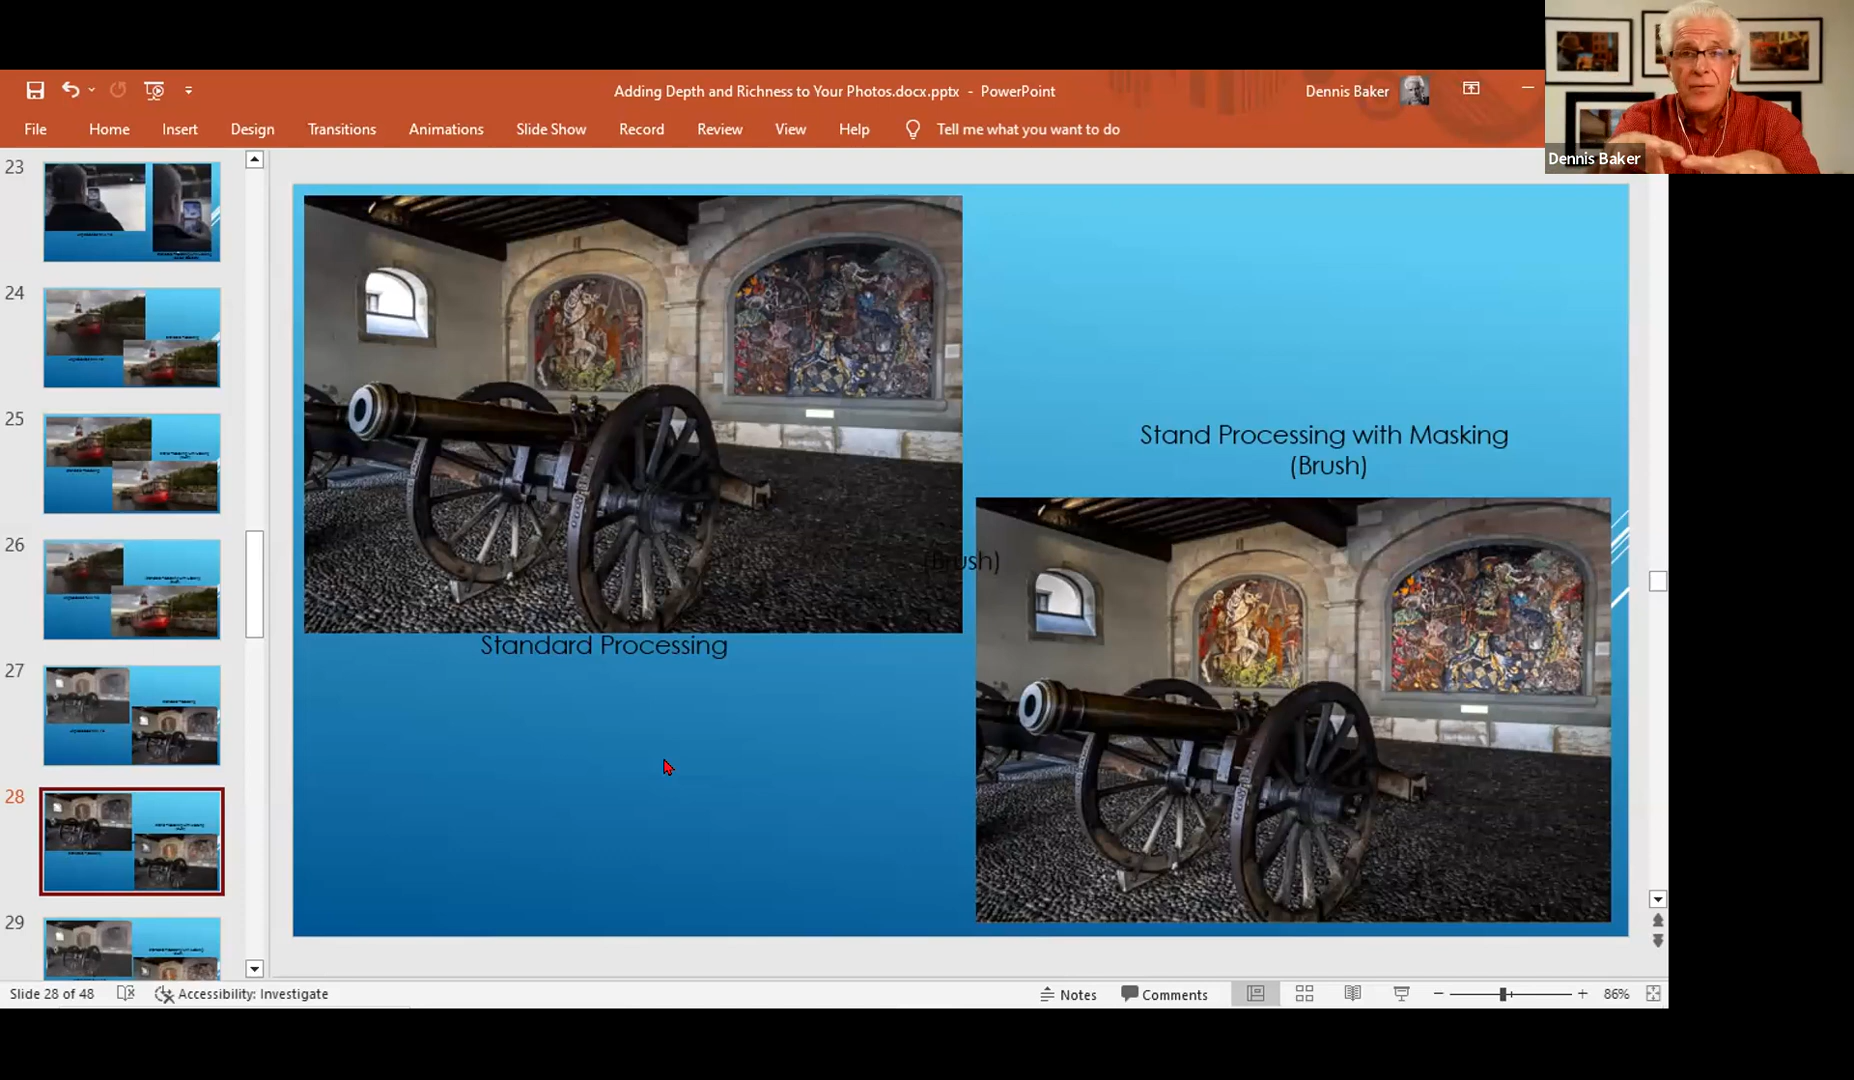 Adding Depth and Richness to Your Photos.docx.pptx - PowerPoint
Dennis Baker
Dennis Baker
File Home Insert Design Transitions Animations Slide Show Record Review View Help Tell me what you want to do
23
24
25
26
27
28
29
Stand Processing with Masking
(Brush)
(Brush)
Standard Processing
Slide 28 of 48 Accessibility: Investigate Notes Comments 86%